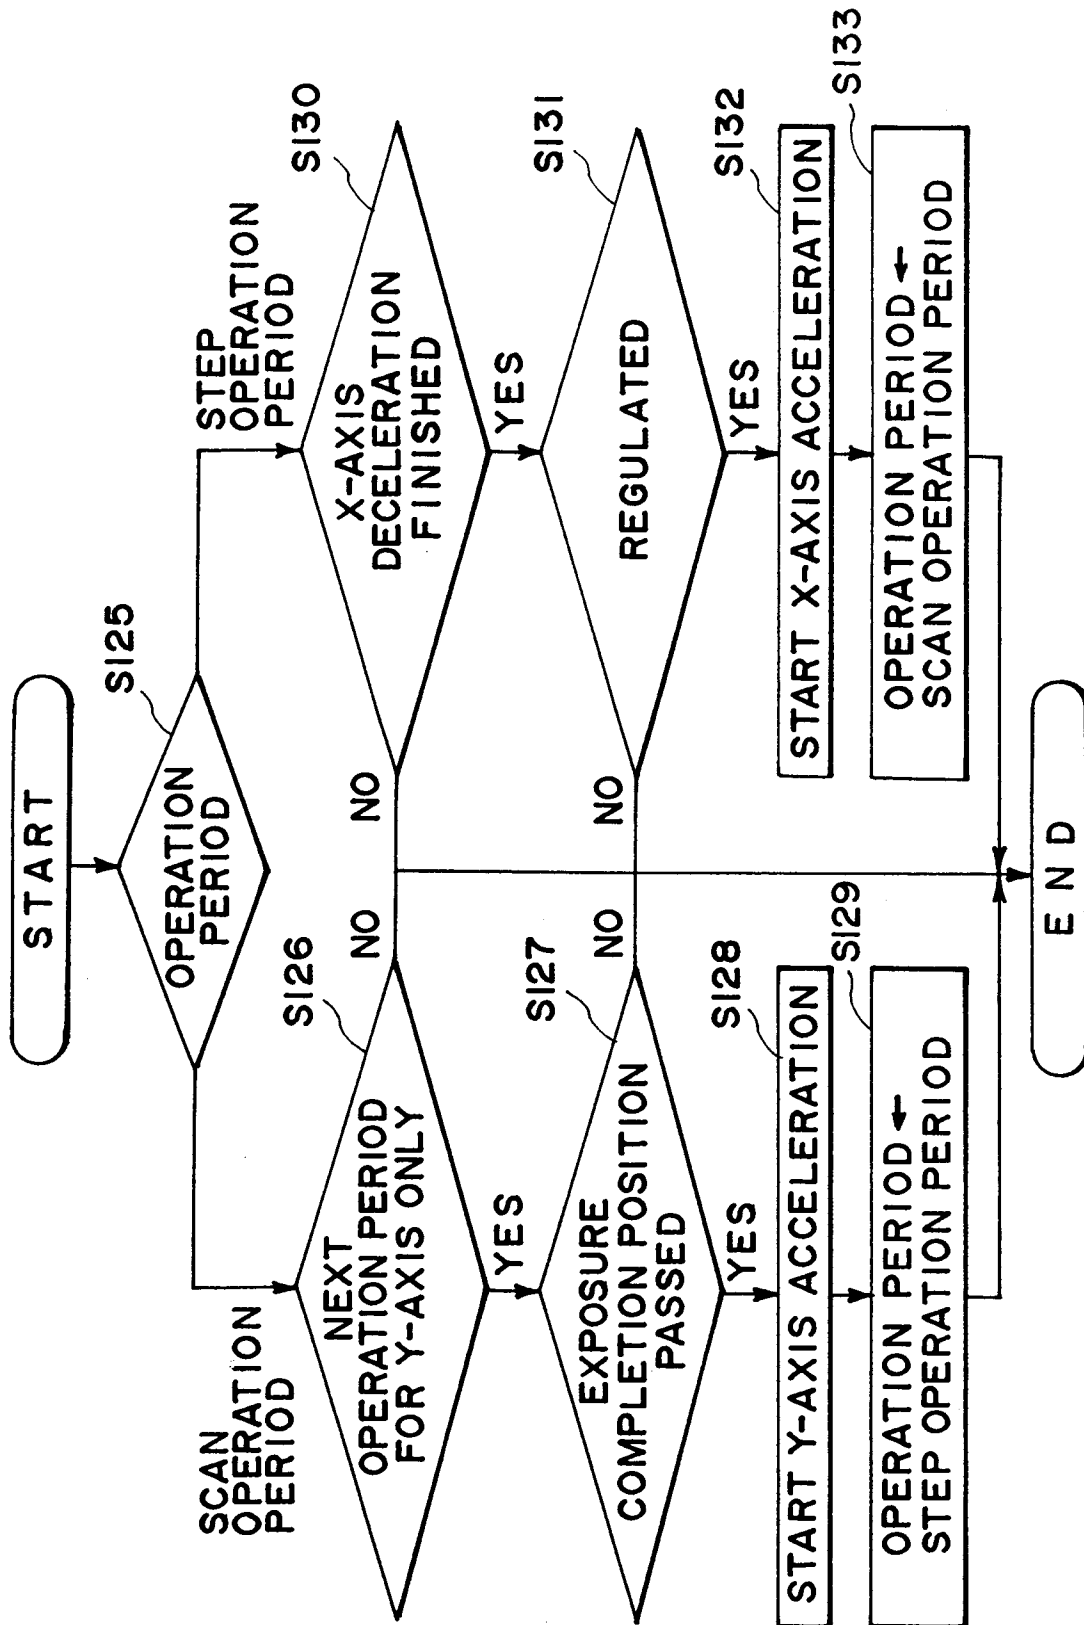 START
S125
OPERATION
PERIOD
SCAN
OPERATION
PERIOD
STEP
OPERATION
PERIOD
S126
NEXT
OPERATION PERIOD
FOR Y-AXIS ONLY
NO
YES
S130
X-AXIS
DECELERATION
FINISHED
NO
YES
S127
EXPOSURE
COMPLETION POSITION
PASSED
NO
YES
S131
REGULATED
NO
YES
S128
START Y-AXIS ACCELERATION
S132
START X-AXIS ACCELERATION
S129
OPERATION PERIOD ←
STEP OPERATION PERIOD
S133
OPERATION PERIOD ←
SCAN OPERATION PERIOD
END